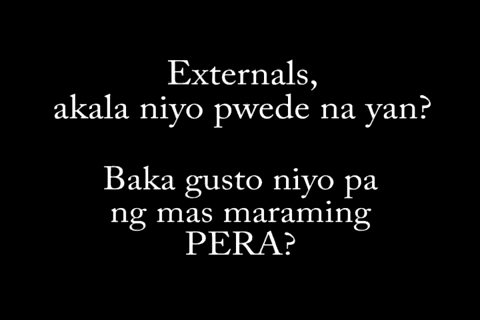 Externals,
akala niyo pwede na yan?
Baka gusto niyo pa
ng mas maraming
PERA?